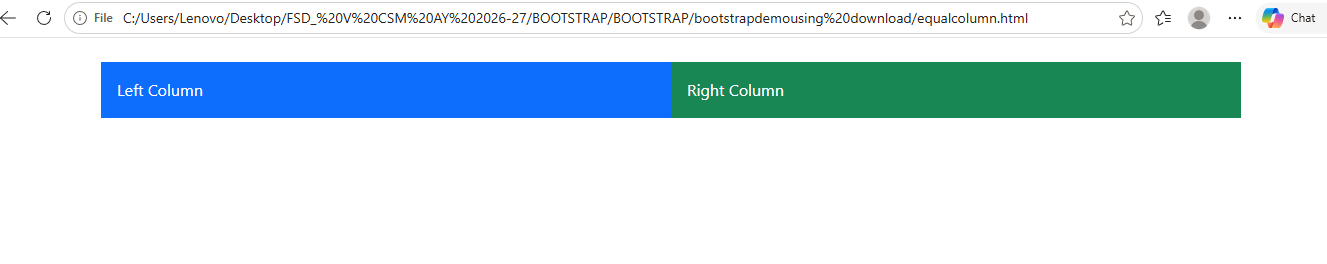 File C:/Users/Lenovo/Desktop/FSD_%20V%20CSM%20AY%202026-27/BOOTSTRAP/BOOTSTRAP/bootstrapdemousing%20download/equalcolumn.html Chat
Left Column Right Column